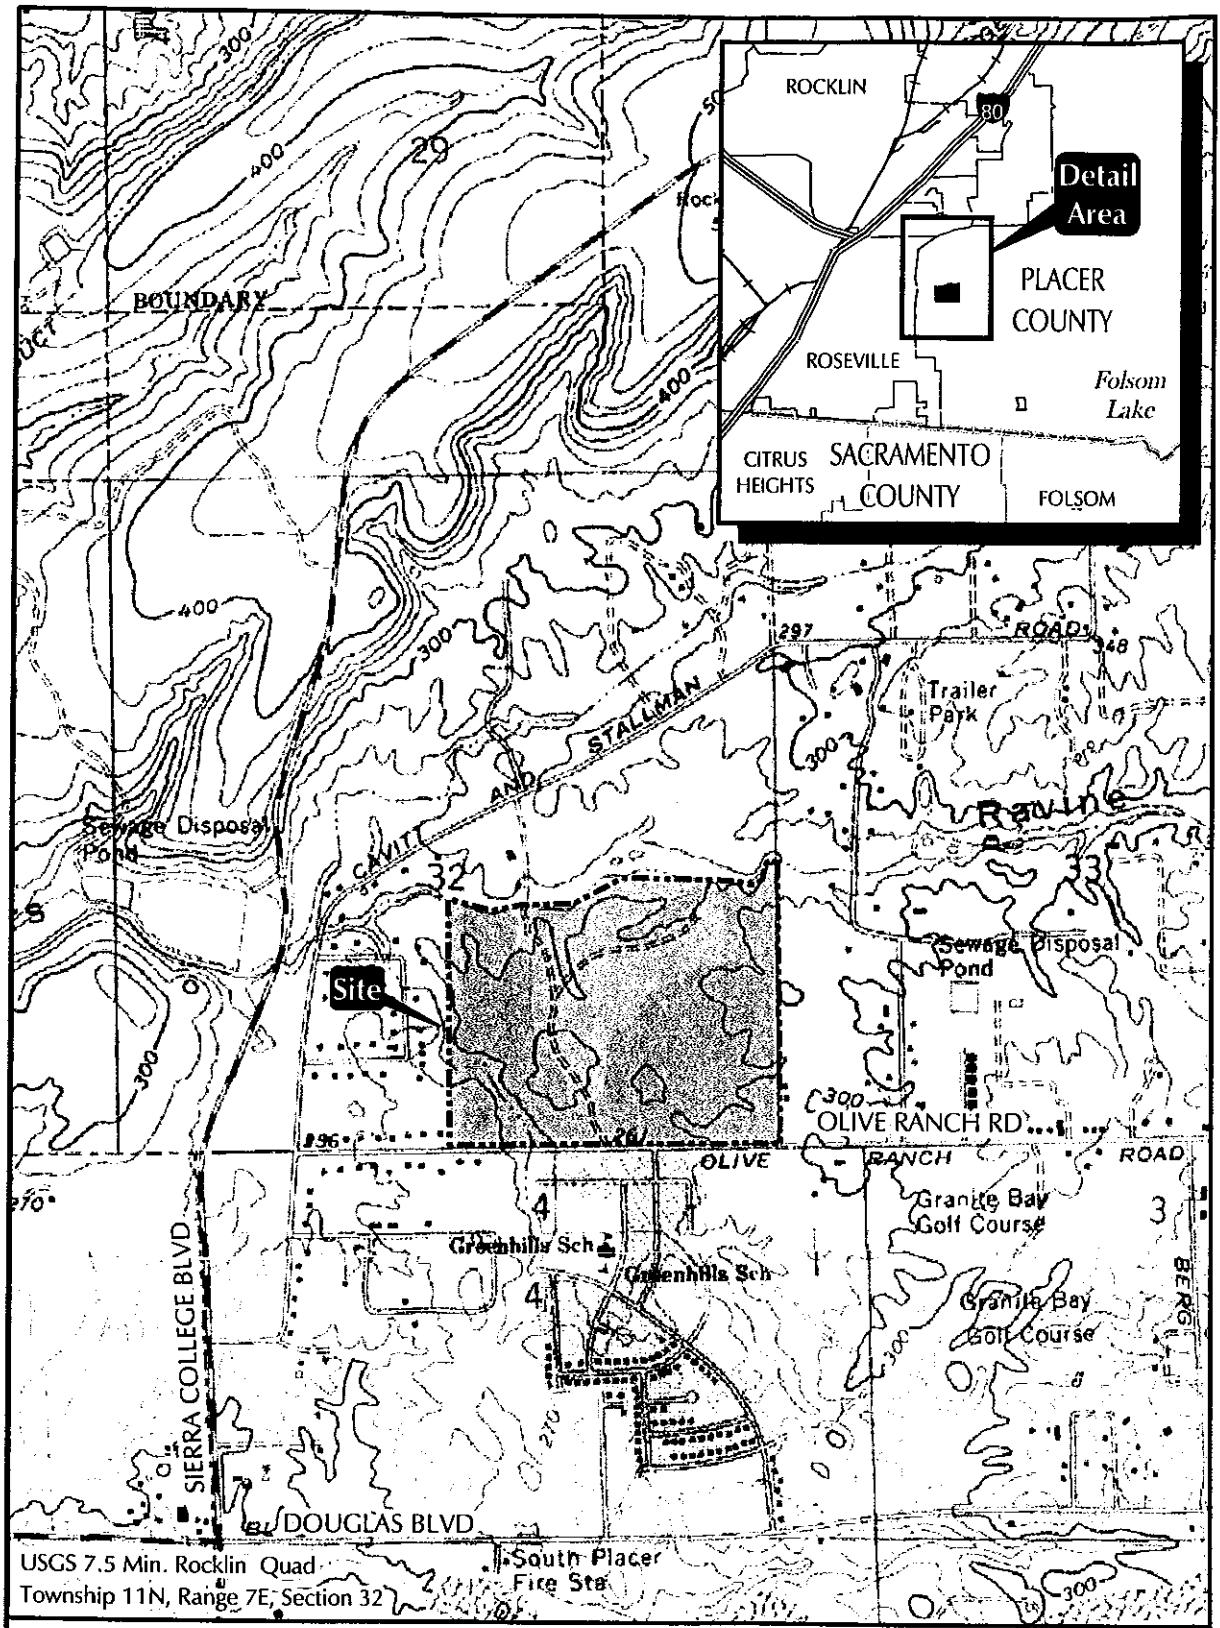 300
29
400
ROCKLIN
80
Detail
Area
PLACER
COUNTY
ROSEVILLE
Folsom
Lake
CITRUS
HEIGHTS
SACRAMENTO
COUNTY
FOLSOM
BOUNDARY
400
400
300
297
ROAD
348
Trailer
Park
CAVITT AND STALLMAN
300
Ravine
Sewage Disposal
Pond
32
33
S
Sewage Disposal
Pond
Site
300
300
OLIVE RANCH RD
296
267
OLIVE RANCH ROAD
270
4
Granite Bay
Golf Course
3
Greenhills Sch
Greenhills Sch
4
Granite Bay
Golf Course
BERG
300
SIERRA COLLEGE BLVD
270
DOUGLAS BLVD
South Placer
Fire Sta
300
USGS 7.5 Min. Rocklin Quad
Township 11N, Range 7E, Section 32